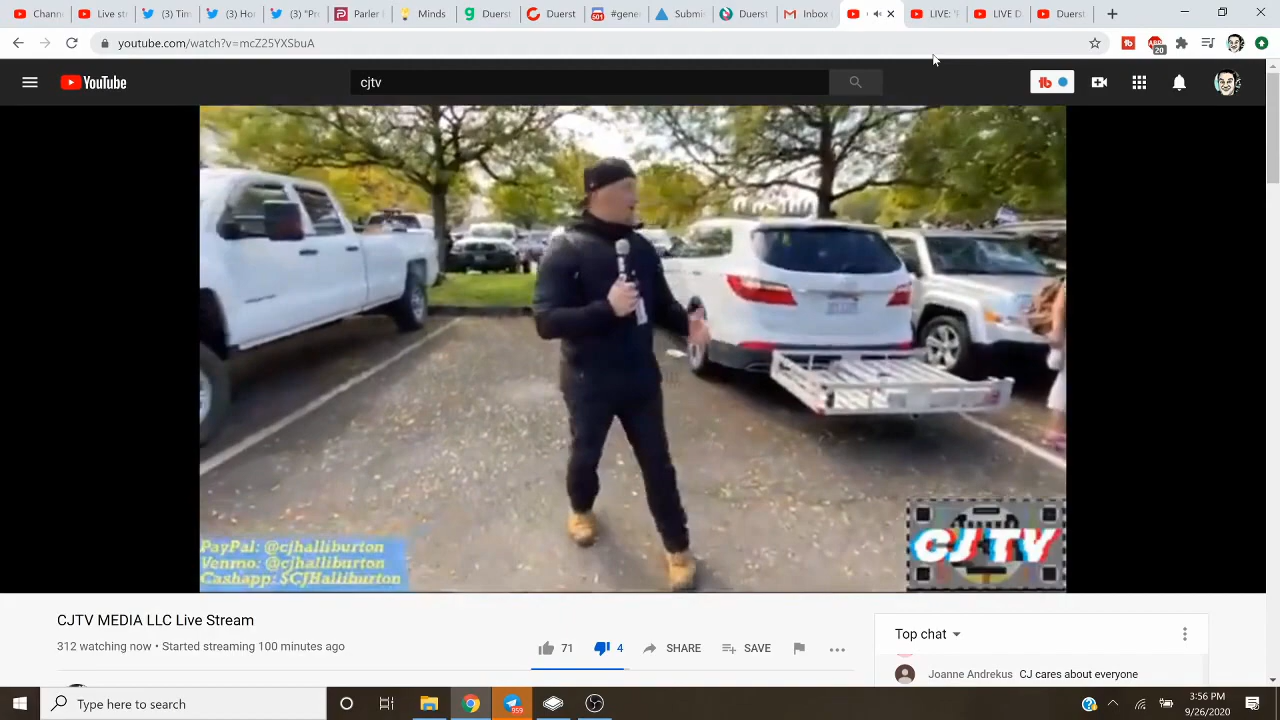 Chann
Live st
(3) Tim
(3) Ho
(3) *Pr
Parler
Minds
Duerst
Duerst
#gene
Submi
Duerst
Inbox
LIVE: 'F
LIVE D
Duerst
youtube.com/watch?v=mcZ25YXSbuA
20
YouTube
cjtv
tb
PayPal: @cjhalliburton
Venmo: @cjhalliburton
Cashapp: $CJHalliburton
CJTV
CJTV MEDIA LLC Live Stream
312 watching now • Started streaming 100 minutes ago
71
4
SHARE
SAVE
Top chat
Joanne Andrekus CJ cares about everyone
Type here to search
959
3:56 PM
9/26/2020